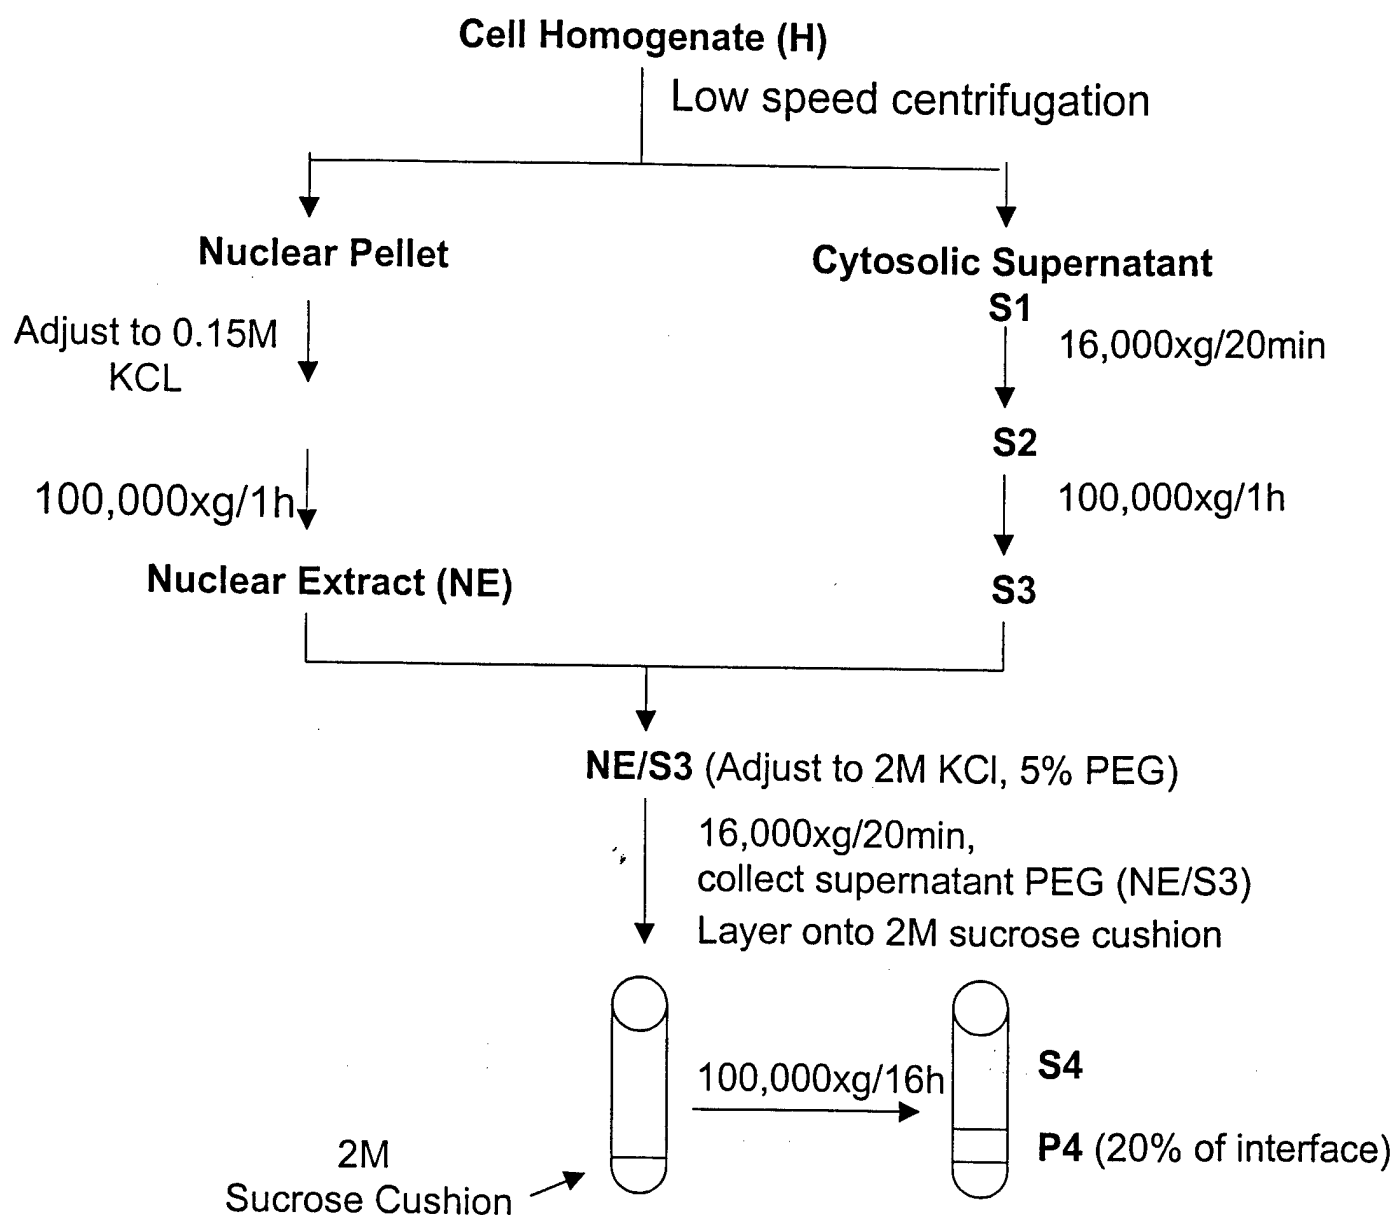 Cell Homogenate (H)
Low speed centrifugation
Nuclear Pellet
Cytosolic Supernatant
S1
Adjust to 0.15M
KCL
16,000xg/20min
S2
100,000xg/1h
100,000xg/1h
Nuclear Extract (NE)
S3
NE/S3 (Adjust to 2M KCl, 5% PEG)
16,000xg/20min,
collect supernatant PEG (NE/S3)
Layer onto 2M sucrose cushion
100,000xg/16h
S4
P4 (20% of interface)
2M
Sucrose Cushion